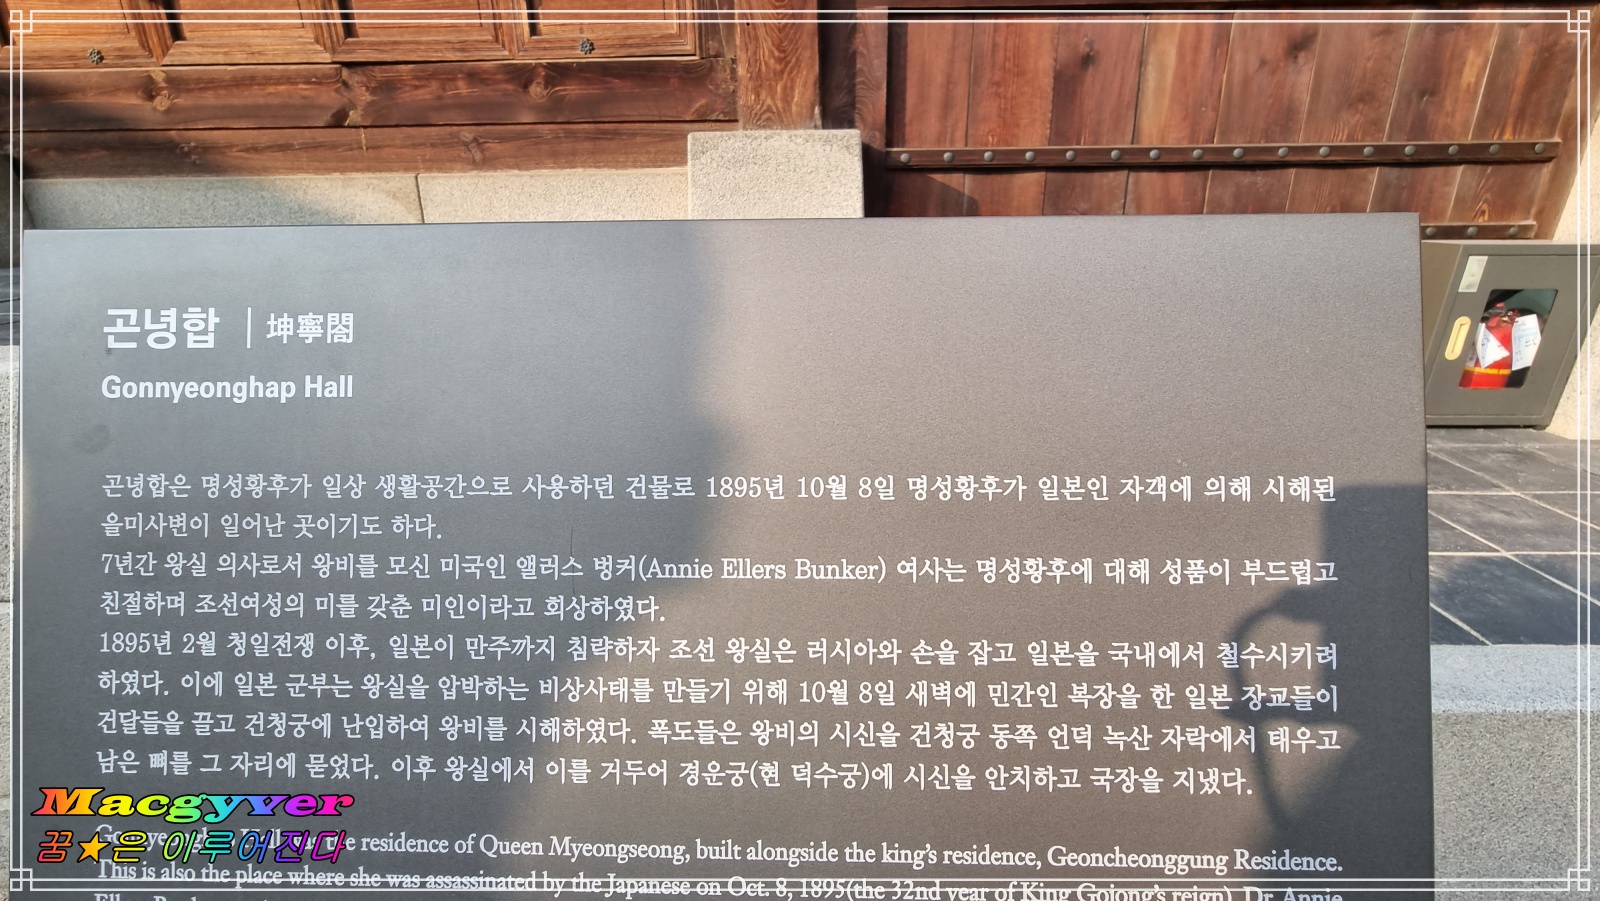 곤녕합 | 坤寧閤
Gonnyeonghap Hall
곤녕합은 명성황후가 일상 생활공간으로 사용하던 건물로 1895년 10월 8일 명성황후가 일본인 자객에 의해 시해된
을미사변이 일어난 곳이기도 하다.
7년간 왕실 의사로서 왕비를 모신 미국인 앨러스 벙커(Annie Ellers Bunker) 여사는 명성황후에 대해 성품이 부드럽고
친절하며 조선여성의 미를 갖춘 미인이라고 회상하였다.
1895년 2월 청일전쟁 이후, 일본이 만주까지 침략하자 조선 왕실은 러시아와 손을 잡고 일본을 국내에서 철수시키려
하였다. 이에 일본 군부는 왕실을 압박하는 비상사태를 만들기 위해 10월 8일 새벽에 민간인 복장을 한 일본 장교들이
건달들을 끌고 건청궁에 난입하여 왕비를 시해하였다. 폭도들은 왕비의 시신을 건청궁 동쪽 언덕 녹산 자락에서 태우고
남은 뼈를 그 자리에 묻었다. 이후 왕실에서 이를 거두어 경운궁(현 덕수궁)에 시신을 안치하고 국장을 지냈다.
Macgyver
꿈★은 이루어진다
residence of Queen Myeongseong, built alongside the king's residence, Geoncheonggung Residence.
This is also the place where she was assassinated by the Japanese on Oct. 8, 1895(the 32nd year of King Gojong's reign). Dr. Annie